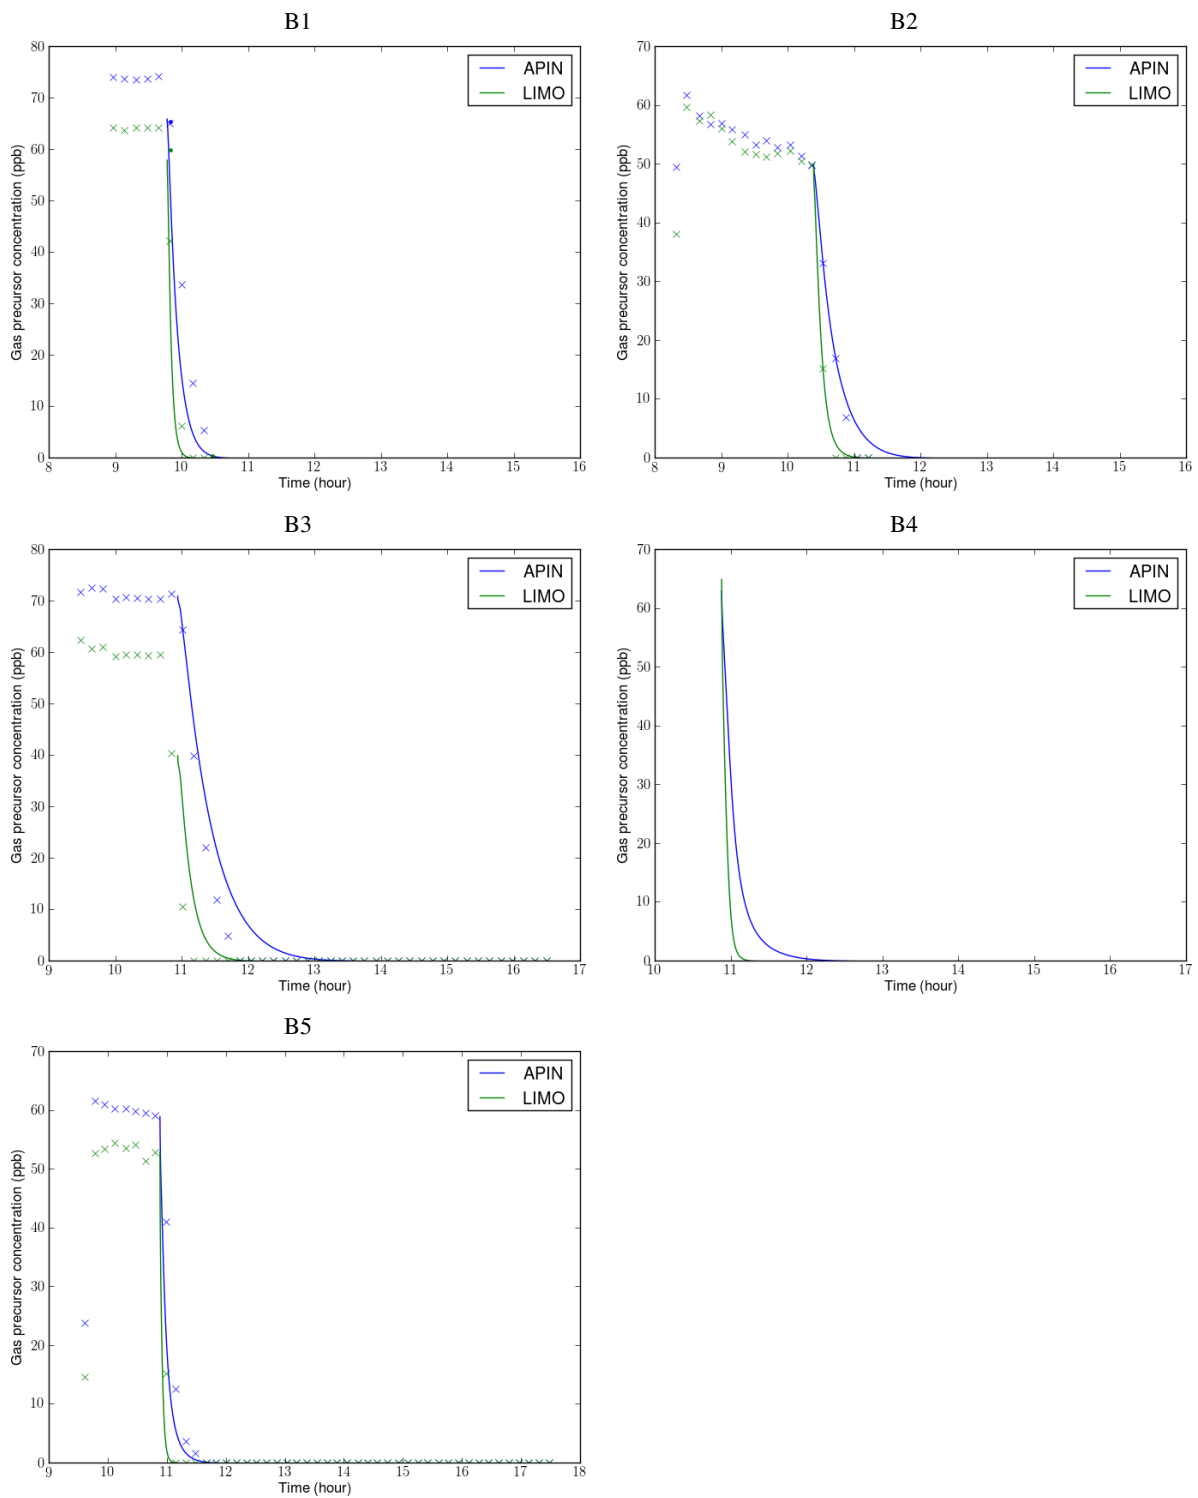 B1
Gas precursor concentration (ppb)
80
70
60
50
40
30
20
10
0
APIN
LIMO
8 9 10 11 12 13 14 15 16
Time (hour)
B2
Gas precursor concentration (ppb)
70
60
50
40
30
20
10
0
APIN
LIMO
8 9 10 11 12 13 14 15 16
Time (hour)
B3
Gas precursor concentration (ppb)
80
70
60
50
40
30
20
10
0
APIN
LIMO
9 10 11 12 13 14 15 16 17
Time (hour)
B4
Gas precursor concentration (ppb)
70
60
50
40
30
20
10
0
APIN
LIMO
10 11 12 13 14 15 16 17
Time (hour)
B5
Gas precursor concentration (ppb)
70
60
50
40
30
20
10
0
APIN
LIMO
9 10 11 12 13 14 15 16 17 18
Time (hour)